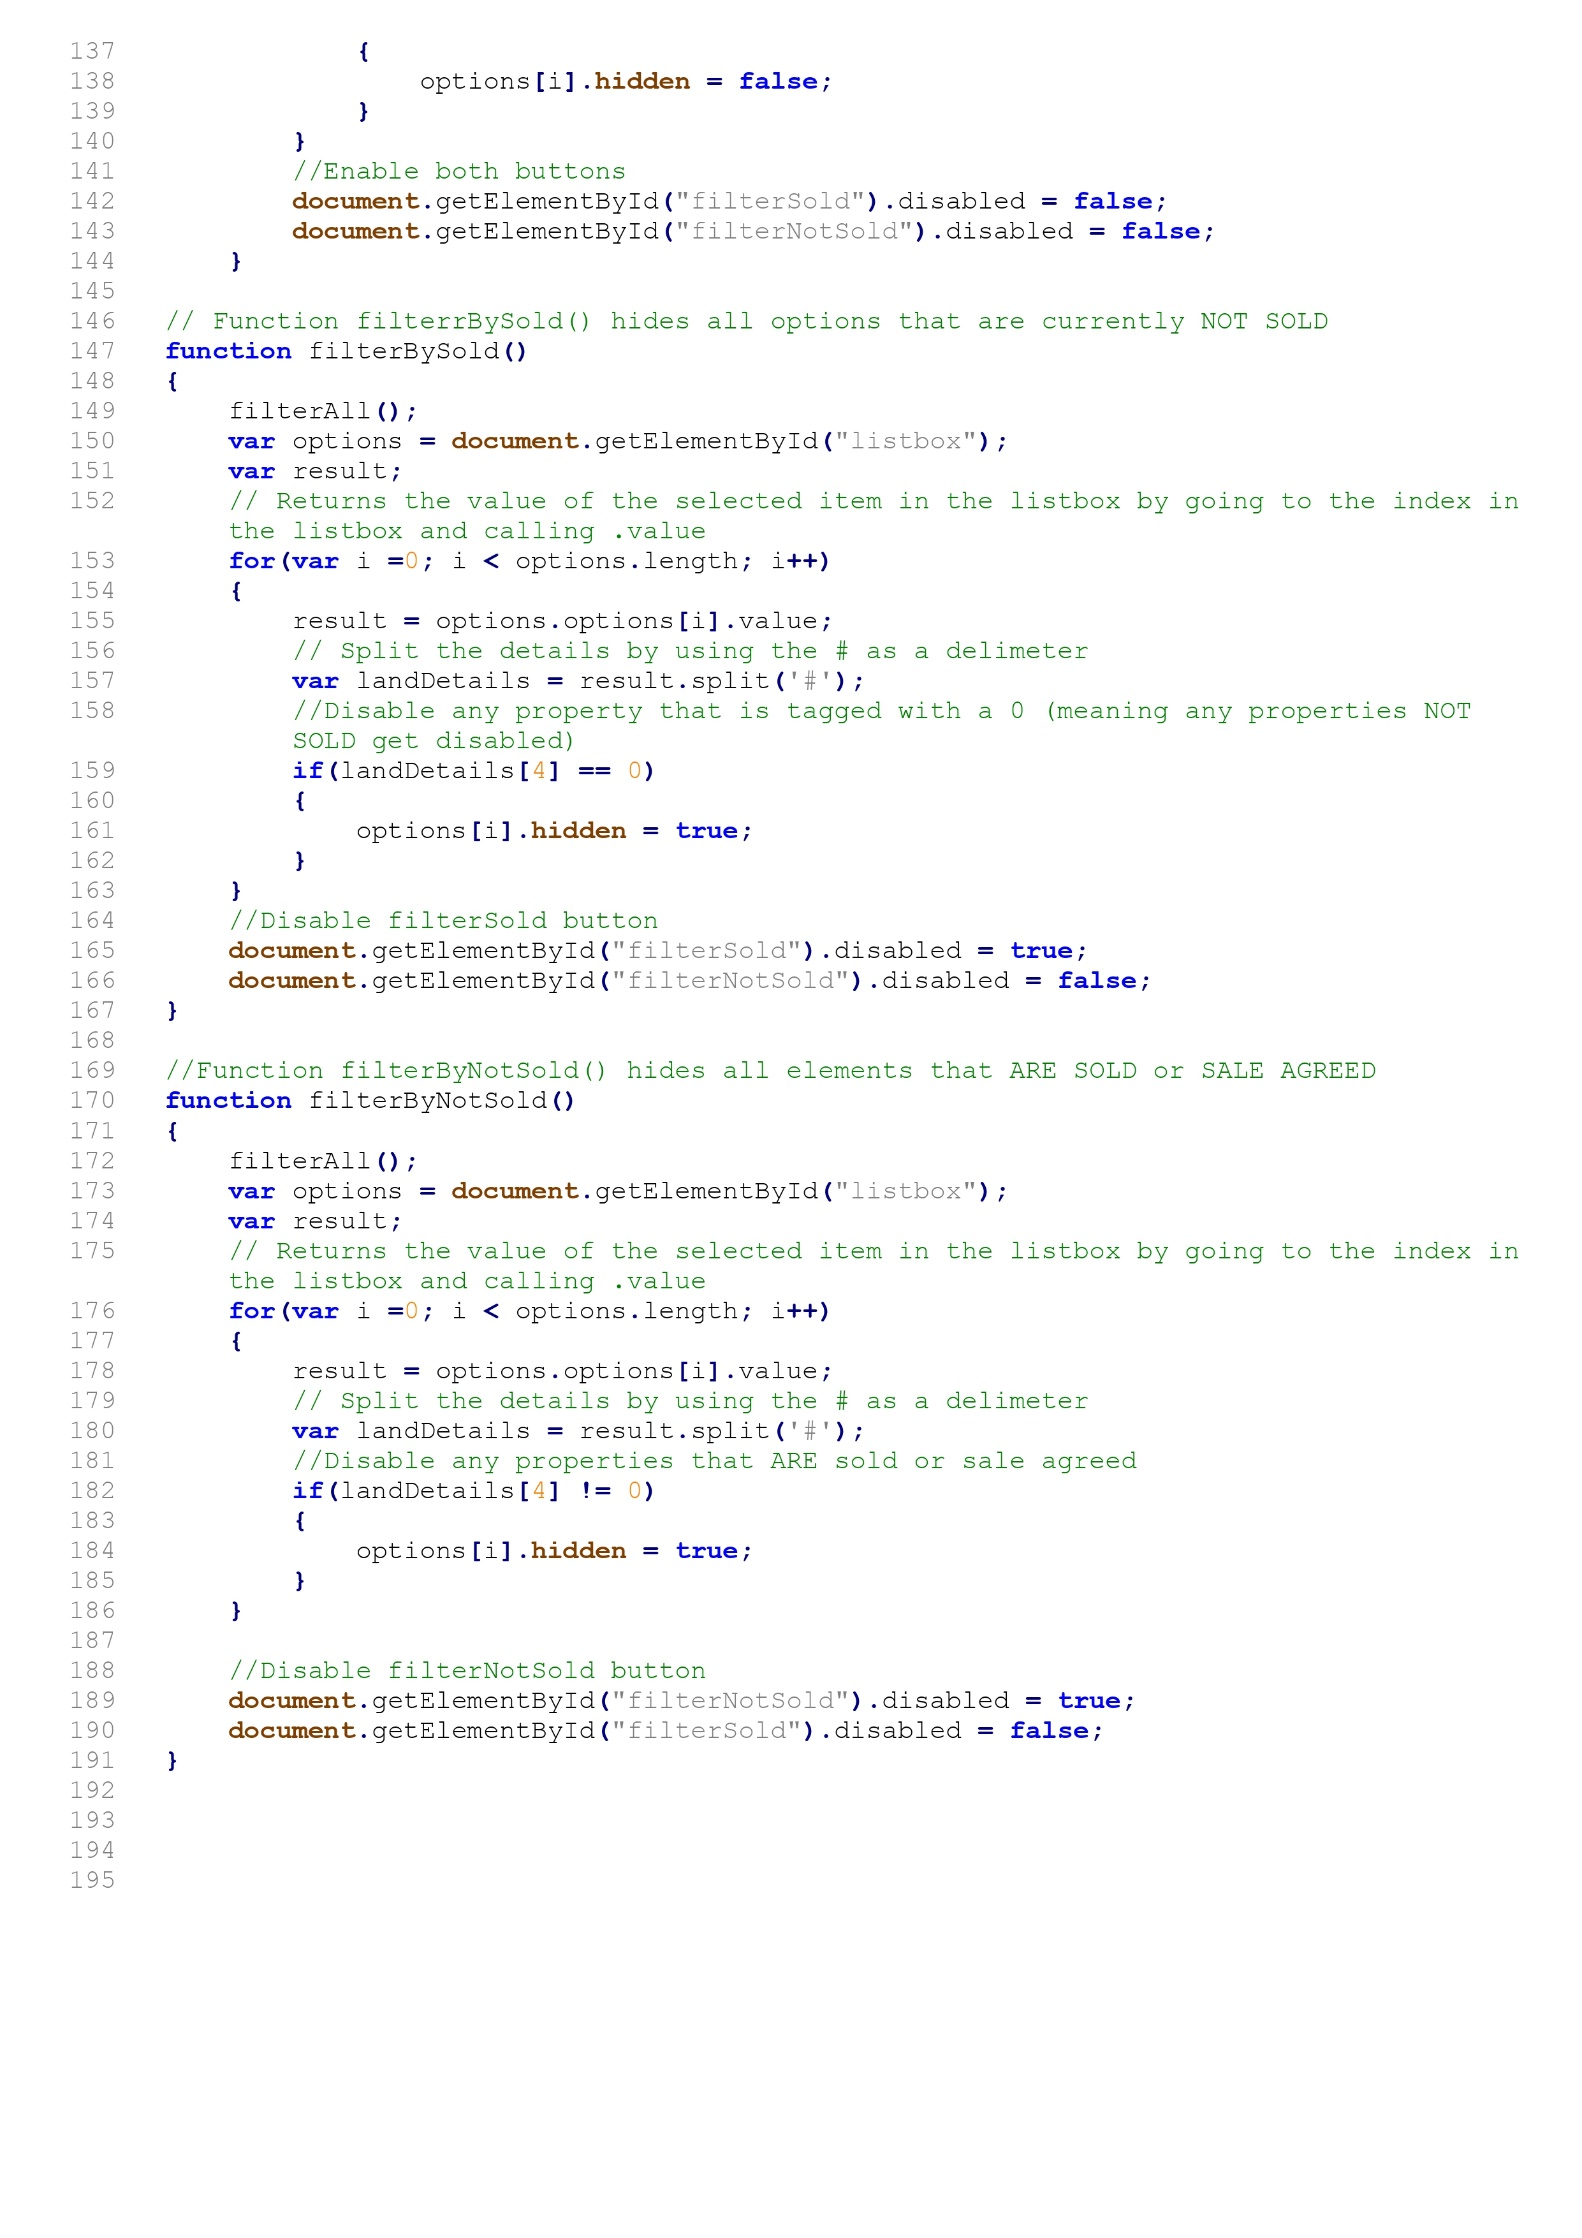 137 {
138 options[i].hidden = false;
139 }
140 }
141 //Enable both buttons
142 document.getElementById("filterSold").disabled = false;
143 document.getElementById("filterNotSold").disabled = false;
144 }
145
146 // Function filterrBySold() hides all options that are currently NOT SOLD
147 function filterBySold()
148 {
149 filterAll();
150 var options = document.getElementById("listbox");
151 var result;
152 // Returns the value of the selected item in the listbox by going to the index in
the listbox and calling .value
153 for(var i =0; i < options.length; i++)
154 {
155 result = options.options[i].value;
156 // Split the details by using the # as a delimeter
157 var landDetails = result.split('#');
158 //Disable any property that is tagged with a 0 (meaning any properties NOT
SOLD get disabled)
159 if(landDetails[4] == 0)
160 {
161 options[i].hidden = true;
162 }
163 }
164 //Disable filterSold button
165 document.getElementById("filterSold").disabled = true;
166 document.getElementById("filterNotSold").disabled = false;
167 }
168
169 //Function filterByNotSold() hides all elements that ARE SOLD or SALE AGREED
170 function filterByNotSold()
171 {
172 filterAll();
173 var options = document.getElementById("listbox");
174 var result;
175 // Returns the value of the selected item in the listbox by going to the index in
the listbox and calling .value
176 for(var i =0; i < options.length; i++)
177 {
178 result = options.options[i].value;
179 // Split the details by using the # as a delimeter
180 var landDetails = result.split('#');
181 //Disable any properties that ARE sold or sale agreed
182 if(landDetails[4] != 0)
183 {
184 options[i].hidden = true;
185 }
186 }
187
188 //Disable filterNotSold button
189 document.getElementById("filterNotSold").disabled = true;
190 document.getElementById("filterSold").disabled = false;
191 }
192
193
194
195